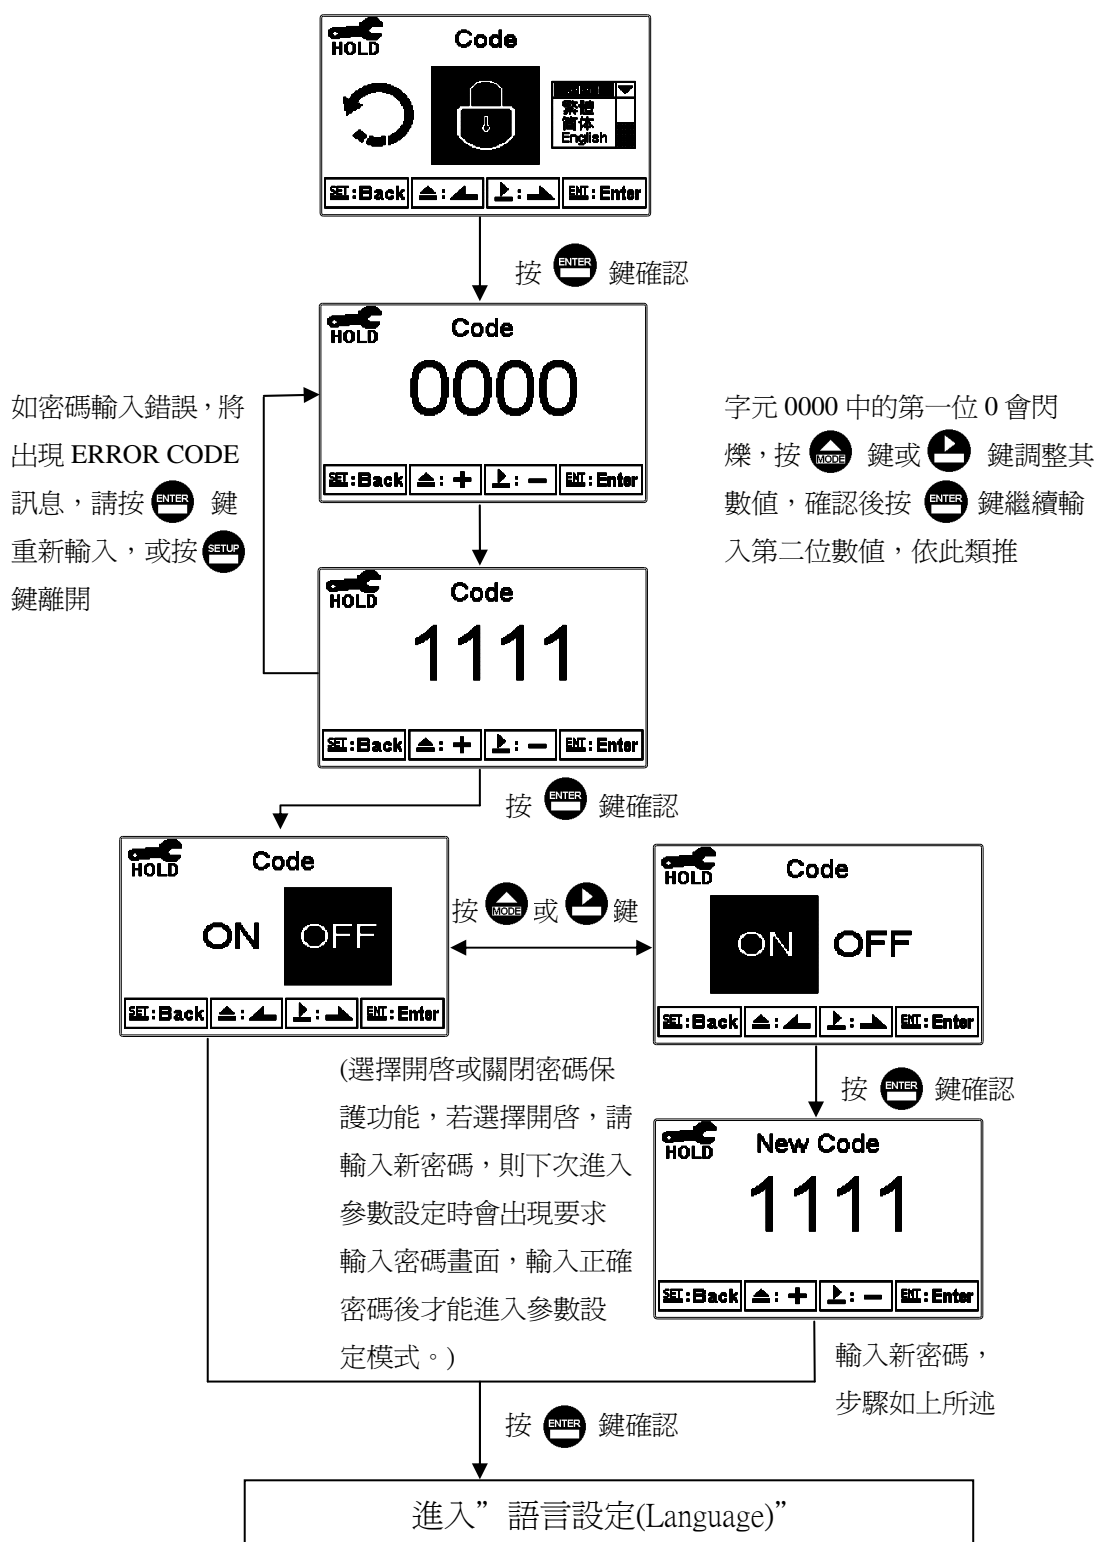 HOLD
Code
繁體
简体
English
SET:Back
▲:
:
ENT:Enter
按 ENTER 鍵確認
HOLD
Code
0000
SET:Back
▲: +
: −
ENT:Enter
如密碼輸入錯誤，將
出現 ERROR CODE
訊息，請按 ENTER 鍵
重新輸入，或按 SETUP
鍵離開
字元 0000 中的第一位 0 會閃
爍，按 MODE 鍵或 鍵調整其
數值，確認後按 ENTER 鍵繼續輸
入第二位數值，依此類推
HOLD
Code
1111
SET:Back
▲: +
: −
ENT:Enter
按 ENTER 鍵確認
HOLD
Code
ON OFF
SET:Back
▲:
:
ENT:Enter
按 MODE 或 鍵
HOLD
Code
ON OFF
SET:Back
▲:
:
ENT:Enter
(選擇開啓或關閉密碼保
護功能，若選擇開啓，請
輸入新密碼，則下次進入
參數設定時會出現要求
輸入密碼畫面，輸入正確
密碼後才能進入參數設
定模式。)
按 ENTER 鍵確認
HOLD
New Code
1111
SET:Back
▲: +
: −
ENT:Enter
輸入新密碼，
步驟如上所述
按 ENTER 鍵確認
進入”語言設定(Language)”